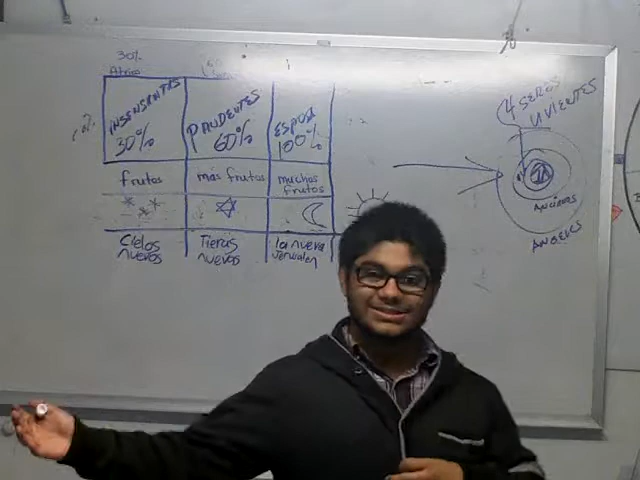 30%
Atrio
INSENSATAS
30%
PRUDENTES
60%
ESPOSA
100%
frutos
más frutos
muchos
frutos
Cielos
nuevos
Tierras
nuevas
la nueva
Jerusalen
4 SERES
VIVIENTES
ANCIANOS
ANGELES